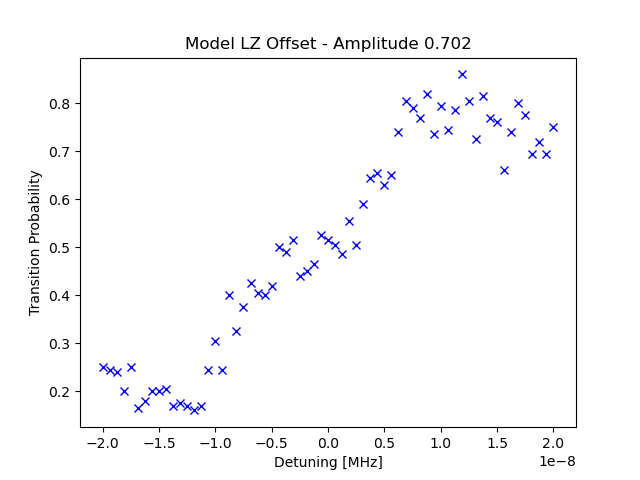 Model LZ Offset - Amplitude 0.702
Transition Probability
0.8
0.7
0.6
0.5
0.4
0.3
0.2
−2.0 −1.5 −1.0 −0.5 0.0 0.5 1.0 1.5 2.0
1e−8
Detuning [MHz]